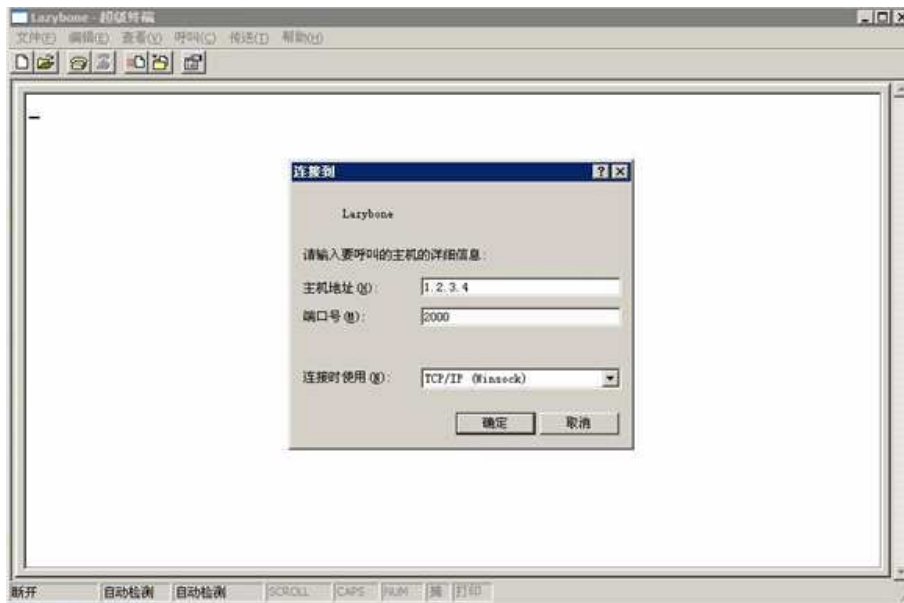 Lazybone - 超级终端
文件(F) 编辑(E) 查看(V) 呼叫(C) 传送(T) 帮助(H)
连接到
Lazybone
请输入要呼叫的主机的详细信息:
主机地址(H): 1.2.3.4
端口号(M): 2000
连接时使用(N): TCP/IP (Winsock)
确定 取消
断开 自动检测 自动检测 SCROLL CAPS NUM 捕 打印